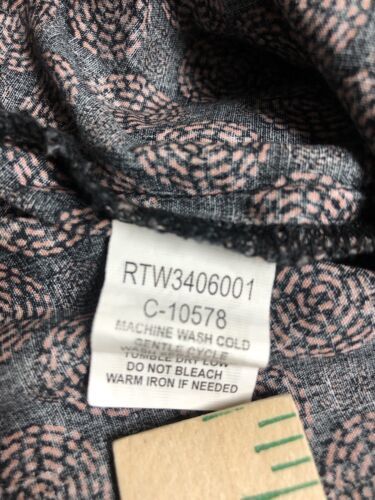 RTW3406001
C-10578
MACHINE WASH COLD
GENTLE CYCLE
TUMBLE DRY LOW
DO NOT BLEACH
WARM IRON IF NEEDED